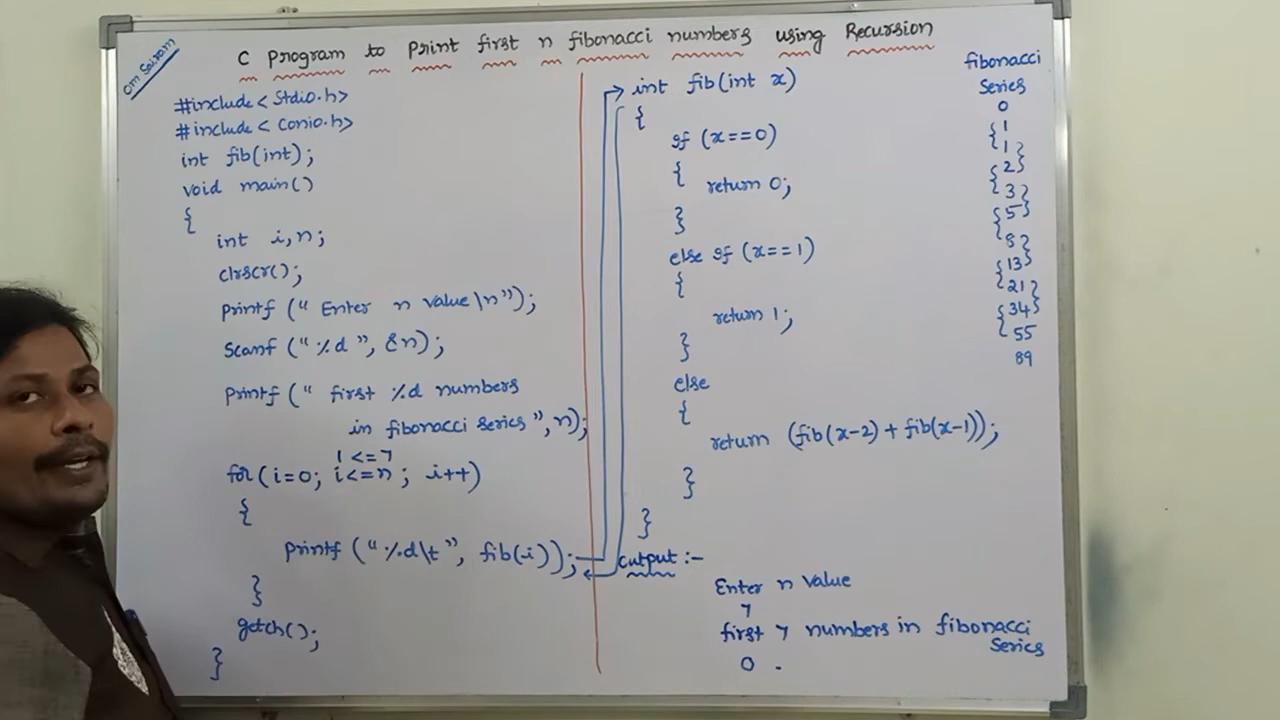 C Program to Print first n fibonacci numbers using Recursion
Om Sairam
#include< Stdio.h>
#include< Conio.h>
int fib(int);
void main()
{
int i,n;
clrscr();
printf (" Enter n value\n");
Scanf (" %d ", &n);
Printf (" first %d numbers
in fibonacci series ", n);
1 <= 7
for(i=0; i<=n; i++)
{
Printf (" %d\t ", fib(i));
}
getch();
}
int fib(int x)
{
if (x==0)
{
return 0;
}
else if (x==1)
{
return 1;
}
else
{
return (fib(x-2) + fib(x-1));
}
}
output :-
Enter n value
7
first 7 numbers in fibonacci
Series
0 -
fibonacci
Series
0
1
1
2
3
5
8
13
21
34
55
89